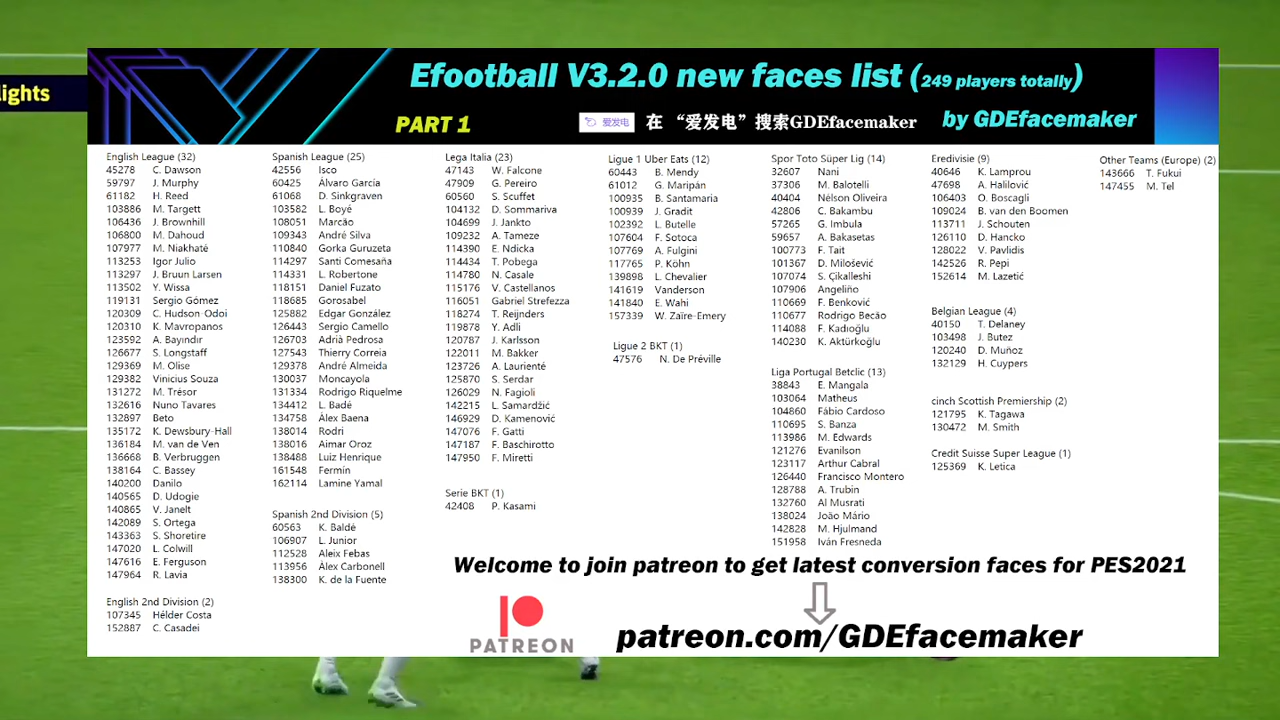 lights
Efootball V3.2.0 new faces list (249 players totally)
PART 1
爱发电
在 “爱发电”搜索GDEfacemaker
by GDEfacemaker
English League (32)
45278 C. Dawson
59797 J. Murphy
61182 H. Reed
103886 M. Targett
106436 J. Brownhill
106800 M. Dahoud
107977 M. Niakhaté
113253 Igor Julio
113297 J. Bruun Larsen
113502 Y. Wissa
119131 Sergio Gómez
120309 C. Hudson-Odoi
120310 K. Mavropanos
123592 A. Bayındır
126677 S. Longstaff
129369 M. Olise
129382 Vinicius Souza
131272 M. Trésor
132616 Nuno Tavares
132897 Beto
135172 K. Dewsbury-Hall
136184 M. van de Ven
136668 B. Verbruggen
138164 C. Bassey
140200 Danilo
140565 D. Udogie
140865 V. Janelt
142089 S. Ortega
143363 S. Shoretire
147020 L. Colwill
147616 E. Ferguson
147964 R. Lavia
English 2nd Division (2)
107345 Hélder Costa
152887 C. Casadei
Spanish League (25)
42556 Isco
60425 Álvaro García
61068 D. Sinkgraven
103582 L. Boyé
108051 Marcão
109343 André Silva
110840 Gorka Guruzeta
114297 Santi Comesaña
114331 L. Robertone
118151 Daniel Fuzato
118685 Gorosabel
125882 Edgar González
126443 Sergio Camello
126703 Adrià Pedrosa
127543 Thierry Correia
129378 André Almeida
130037 Moncayola
131334 Rodrigo Riquelme
134412 L. Badé
134758 Álex Baena
138014 Rodri
138016 Aimar Oroz
138488 Luiz Henrique
161548 Fermín
162114 Lamine Yamal
Spanish 2nd Division (5)
60563 K. Baldé
106907 L. Junior
112528 Aleix Febas
113956 Álex Carbonell
138300 K. de la Fuente
Lega Italia (23)
47143 W. Falcone
47909 G. Pereiro
60560 S. Scuffet
104132 D. Sommariva
104699 J. Jankto
109232 A. Tameze
114390 E. Ndicka
114434 T. Pobega
114780 N. Casale
115176 V. Castellanos
116051 Gabriel Strefezza
118274 T. Reijnders
119878 Y. Adli
120787 J. Karlsson
122011 M. Bakker
123726 A. Laurienté
125870 S. Serdar
126029 N. Fagioli
142215 L. Samardžić
146929 D. Kamenović
147076 F. Gatti
147187 F. Baschirotto
147950 F. Miretti
Serie BKT (1)
42408 P. Kasami
Ligue 1 Uber Eats (12)
60443 B. Mendy
61012 G. Maripán
100935 B. Santamaria
100939 J. Gradit
102392 L. Butelle
107604 F. Sotoca
107769 A. Fulgini
117765 P. Köhn
139898 L. Chevalier
141619 Vanderson
141840 E. Wahi
157339 W. Zaïre-Emery
Ligue 2 BKT (1)
47576 N. De Préville
Spor Toto Süper Lig (14)
32607 Nani
37306 M. Balotelli
40404 Nélson Oliveira
42806 C. Bakambu
57265 G. Imbula
59657 A. Bakasetas
100773 F. Tait
101367 D. Milošević
107074 S. Çikalleshi
107906 Angeliño
110669 F. Benković
110677 Rodrigo Becão
114088 F. Kadıoğlu
140230 K. Aktürkoğlu
Liga Portugal Betclic (13)
38843 E. Mangala
103064 Matheus
104860 Fábio Cardoso
110695 S. Banza
113986 M. Edwards
121276 Evanilson
123117 Arthur Cabral
126440 Francisco Montero
128788 A. Trubin
132760 Al Musrati
138024 João Mário
142828 M. Hjulmand
151958 Iván Fresneda
Eredivisie (9)
40646 K. Lamprou
47698 A. Halilović
106403 O. Boscagli
109024 B. van den Boomen
113711 J. Schouten
126110 D. Hancko
128022 V. Pavlidis
142526 R. Pepi
152614 M. Lazetić
Belgian League (4)
40150 T. Delaney
103498 J. Butez
120240 D. Muñoz
132129 H. Cuypers
cinch Scottish Premiership (2)
121795 K. Tagawa
130472 M. Smith
Credit Suisse Super League (1)
125369 K. Letica
Other Teams (Europe) (2)
143666 T. Fukui
147455 M. Tel
Welcome to join patreon to get latest conversion faces for PES2021
PATREON
patreon.com/GDEfacemaker